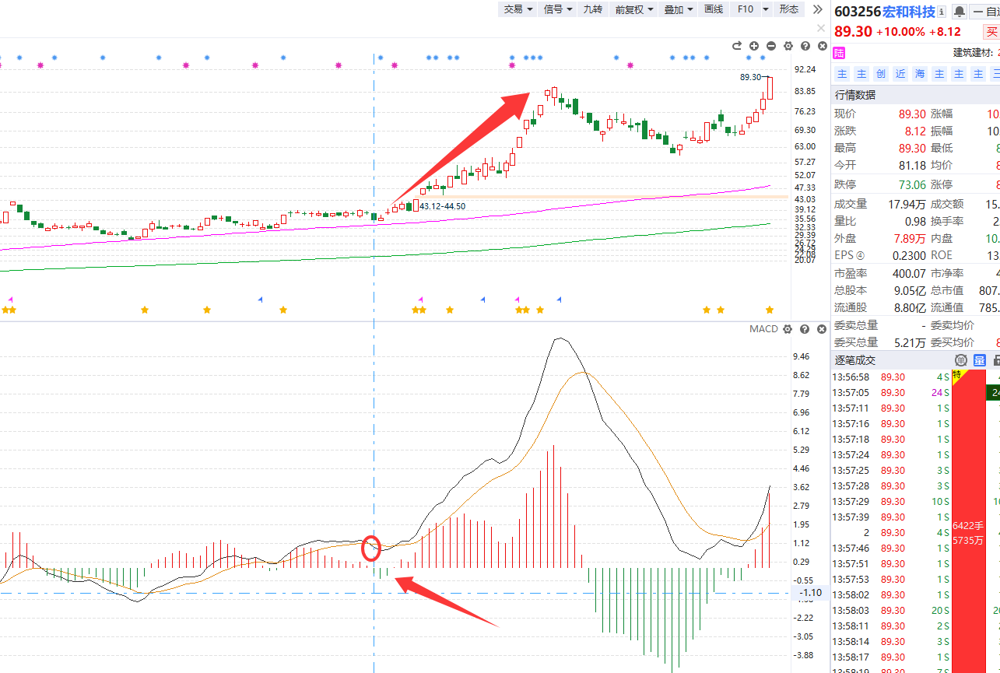 交易 信号 九转 前复权 叠加 画线 F10 形态
603256宏和科技
自选
89.30 +10.00% +8.12
买
陆 建筑建材:
主 主 创 近 海 主 主 主 三
行情数据
现价 89.30 涨幅 10.
涨跌 8.12 振幅 10.
最高 89.30 最低 8
今开 81.18 均价 8
跌停 73.06 涨停 8
成交量 17.94万 成交额 15.
量比 0.98 换手率 2.
外盘 7.89万 内盘 10.
EPS④ 0.2300 ROE 13.
市盈率 400.07 市净率 4
总股本 9.05亿 总市值 807.
流通股 8.80亿 流通值 785.
委卖总量 - 委卖均价
委买总量 5.21万 委买均价 8
逐笔成交 单 量
13:56:58 89.30 4 S
13:57:05 89.30 24 S
13:57:11 89.30 1 S
13:57:16 89.30 1 S
13:57:18 89.30 1 S
13:57:24 89.30 1 S
13:57:25 89.30 3 S
13:57:28 89.30 3 S
13:57:29 89.30 10 S
13:57:39 89.30 1 S
2 89.30 4 S
13:57:46 89.30 1 S
13:57:51 89.30 1 S
13:57:53 89.30 1 S
13:58:02 89.30 1 S
13:58:03 89.30 20 S
13:58:11 89.30 2 S
13:58:14 89.30 3 S
13:58:17 89.30 1 S
13:58:19 89.30 7 S
特
24
6422手
5735万
89.30
43.12-44.50
92.24
83.85
76.23
69.30
63.00
57.27
52.07
47.33
43.03
39.12
35.56
32.33
29.39
26.72
24.29
22.08
20.07
MACD
9.46
8.62
7.79
6.96
6.12
5.29
4.46
3.62
2.79
1.95
1.12
0.29
-0.55
-1.10
-2.22
-3.05
-3.88